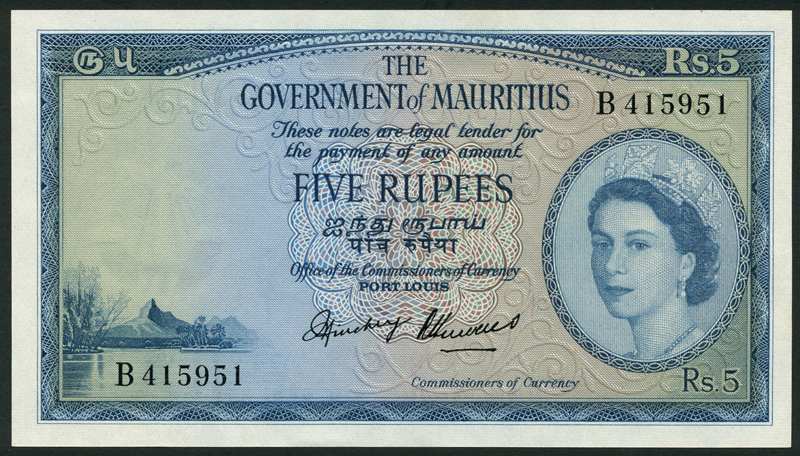 ௫ ५ Rs.5
THE
GOVERNMENT of MAURITIUS B 415951
These notes are legal tender for
the payment of any amount
FIVE RUPEES
ஐந்து ரூபாய்
पाँच रुपैया
Office of the Commissioners of Currency
PORT LOUIS
B 415951
Commissioners of Currency
Rs.5